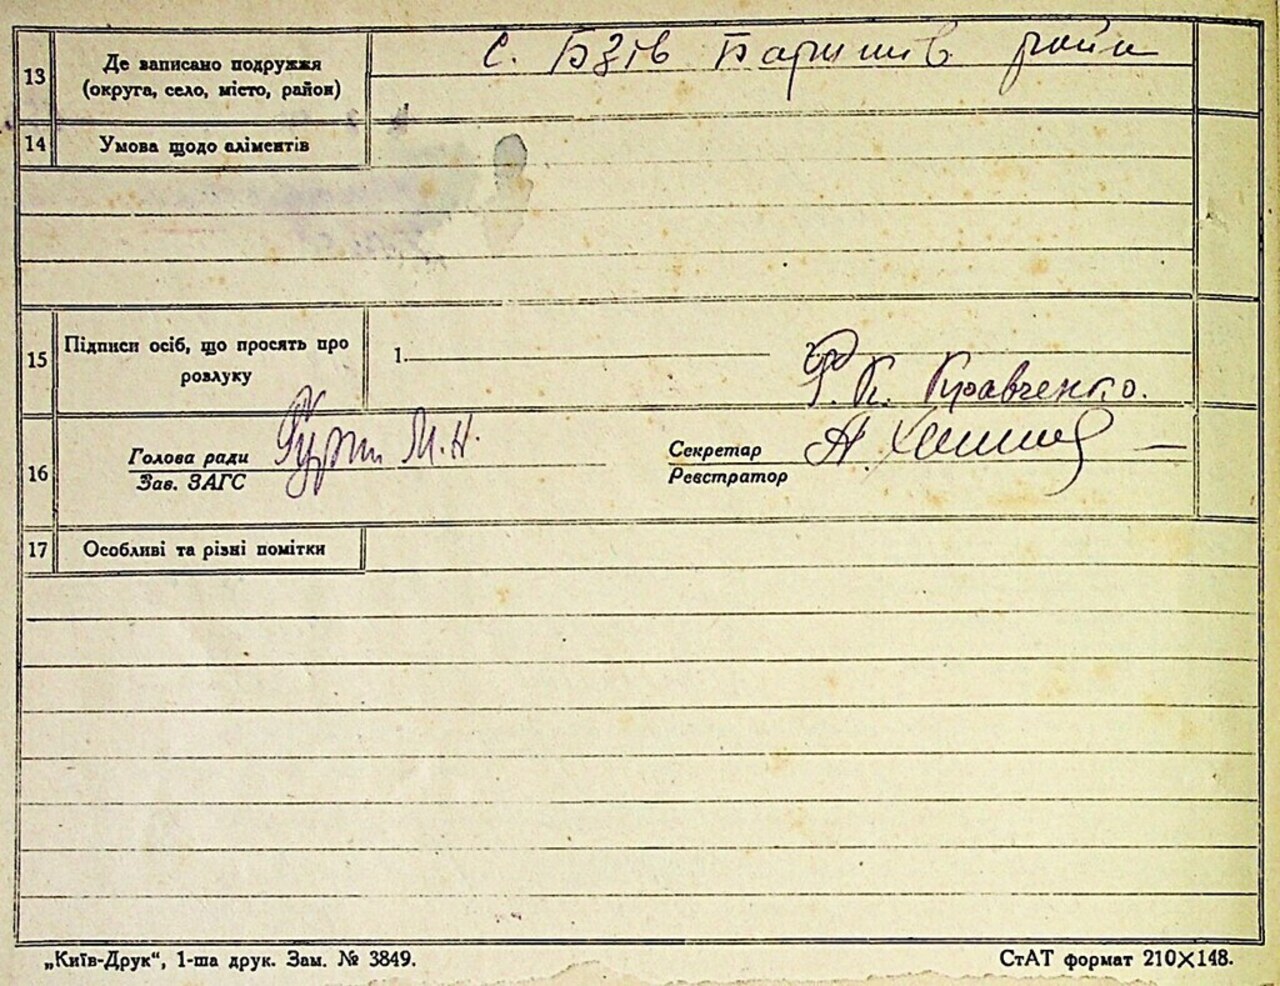 13 Де записано подружжя
(округа, село, місто, район)
с. Бзів Баришів район
14 Умова щодо аліментів
15 Підписи осіб, що просять про
розлуку
1.
Ф. К. Кравченко.
16 Голова ради
Зав. ЗАГС
М. Н.
Секретар
Реєстратор
А.
17 Особливі та різні помітки
„Київ-Друк“, 1-ша друк. Зам. № 3849.
СтАТ формат 210×148.